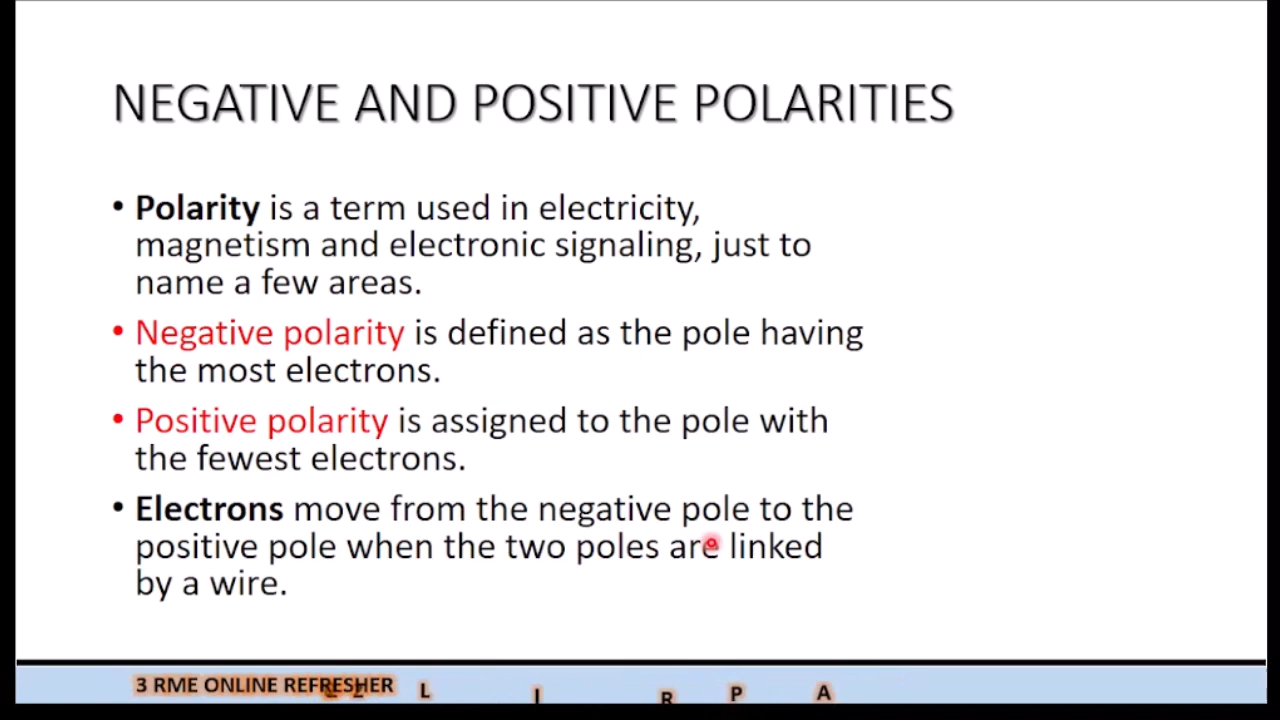 NEGATIVE AND POSITIVE POLARITIES
• Polarity is a term used in electricity,
magnetism and electronic signaling, just to
name a few areas.
• Negative polarity is defined as the pole having
the most electrons.
• Positive polarity is assigned to the pole with
the fewest electrons.
• Electrons move from the negative pole to the
positive pole when the two poles are linked
by a wire.
3 RME ONLINE REFRESHER L I R P A